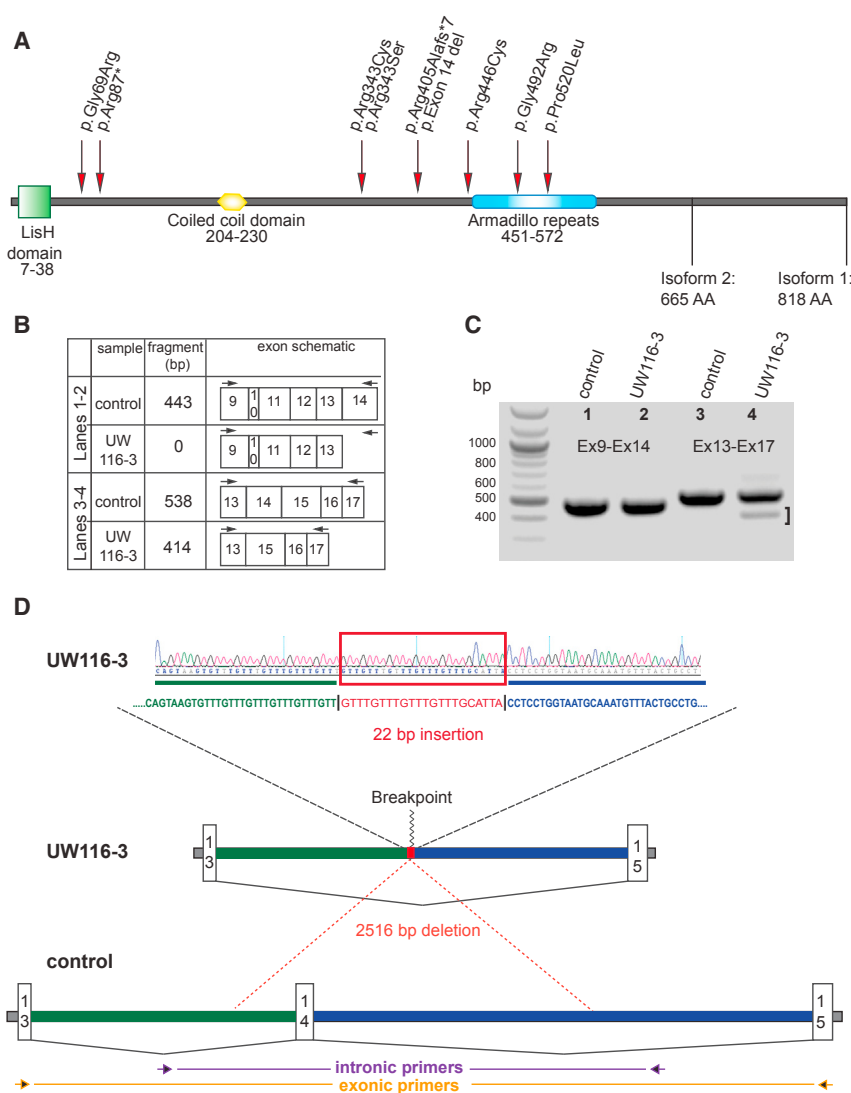 A
p.Gly69Arg
p.Arg87*
p.Arg343Cys
p.Arg343Ser
p.Arg405Alafs*7
p.Exon 14 del
p.Arg446Cys
p.Gly492Arg
p.Pro520Leu
LisH
domain
7-38
Coiled coil domain
204-230
Armadillo repeats
451-572
Isoform 2:
665 AA
Isoform 1:
818 AA
B
sample fragment (bp) exon schematic
Lanes 1-2
control 443 9 10 11 12 13 14
UW 116-3 0 9 10 11 12 13
Lanes 3-4
control 538 13 14 15 16 17
UW 116-3 414 13 15 16 17
C
control UW116-3 control UW116-3
bp
1 2 3 4
Ex9-Ex14 Ex13-Ex17
1000
800
600
500
400
]
D
UW116-3
.....CAGTAAGTGTTTGTTTGTTTGTTTGTTTGTT|GTTTGTTTGTTTGTTTGCATTA|CCTCCTGGTAATGCAAATGTTTACTGCCTG....
22 bp insertion
Breakpoint
UW116-3
13 15
2516 bp deletion
control
13 14 15
intronic primers
exonic primers